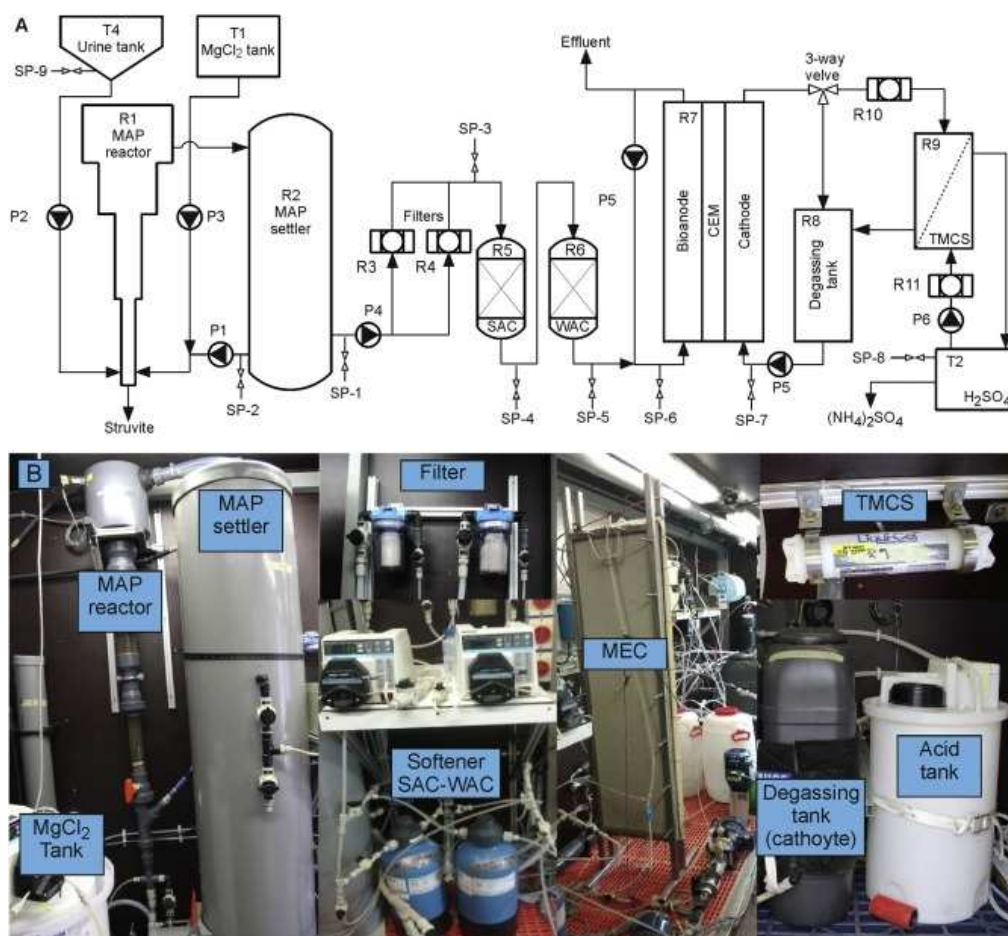 A
T4
Urine tank
T1
MgCl2 tank
SP-9
R1
MAP
reactor
P2
P3
R2
MAP
settler
P1
SP-2
SP-1
Struvite
P4
SP-3
Filters
R3
R4
R5
SAC
SP-4
R6
WAC
SP-5
Effluent
P5
R7
Bioanode
CEM
Cathode
SP-6
SP-7
P5
3-way
velve
R10
R8
Degassing
tank
R9
TMCS
R11
P6
SP-8
T2
H2SO4
(NH4)2SO4
B
MAP
settler
MAP
reactor
MgCl2
Tank
Filter
Softener
SAC-WAC
MEC
TMCS
R9
Degassing
tank
(cathoyte)
Acid
tank